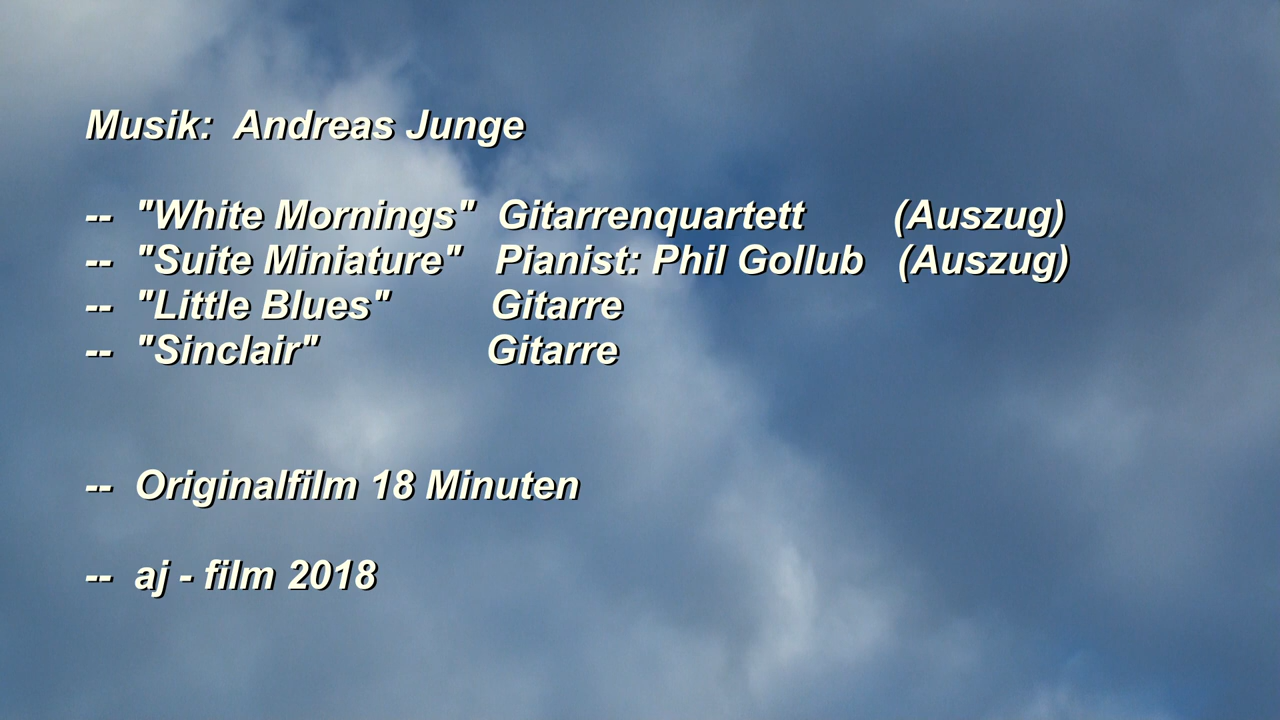 Musik:  Andreas Junge
--  "White Mornings"  Gitarrenquartett  (Auszug)
--  "Suite Miniature"  Pianist: Phil Gollub  (Auszug)
--  "Little Blues"  Gitarre
--  "Sinclair"  Gitarre
--  Originalfilm 18 Minuten
--  aj - film 2018